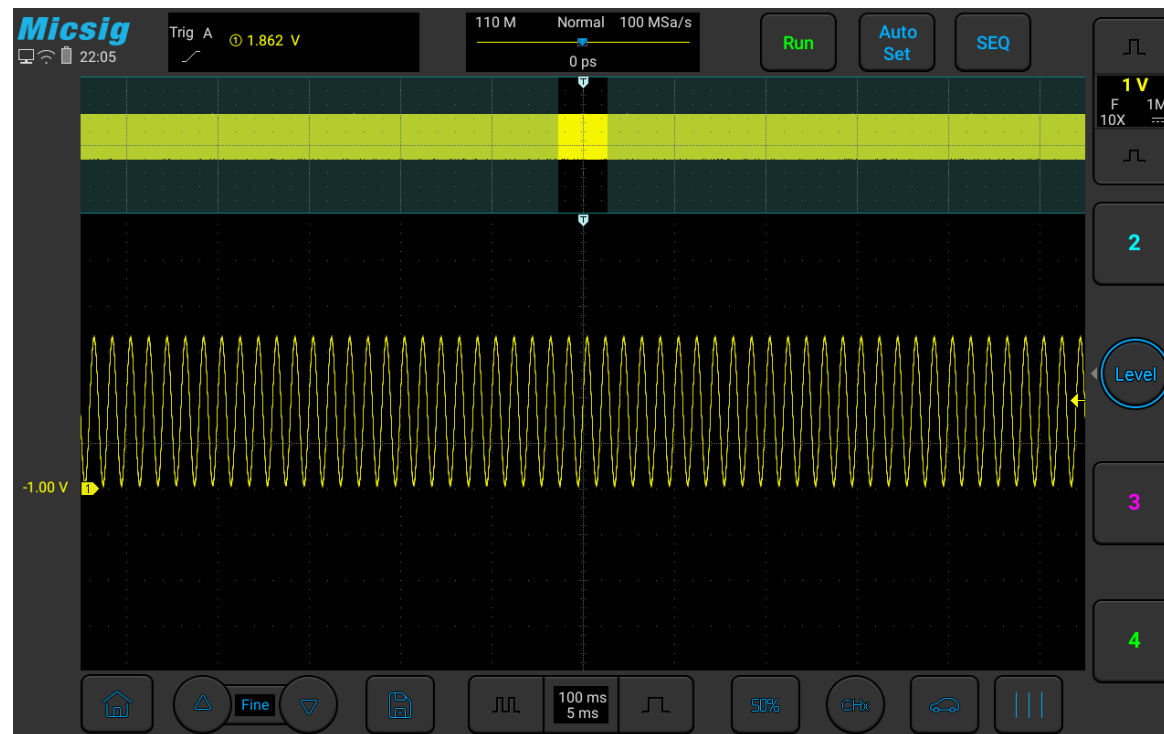 Micsig
22:05
Trig A ① 1.862 V
110 M Normal 100 MSa/s
T
0 ps
Run
Auto
Set
SEQ
1 V
F 1M
10X
T
T
2
Level
-1.00 V 1
3
4
Fine
100 ms
5 ms
50%
CHx